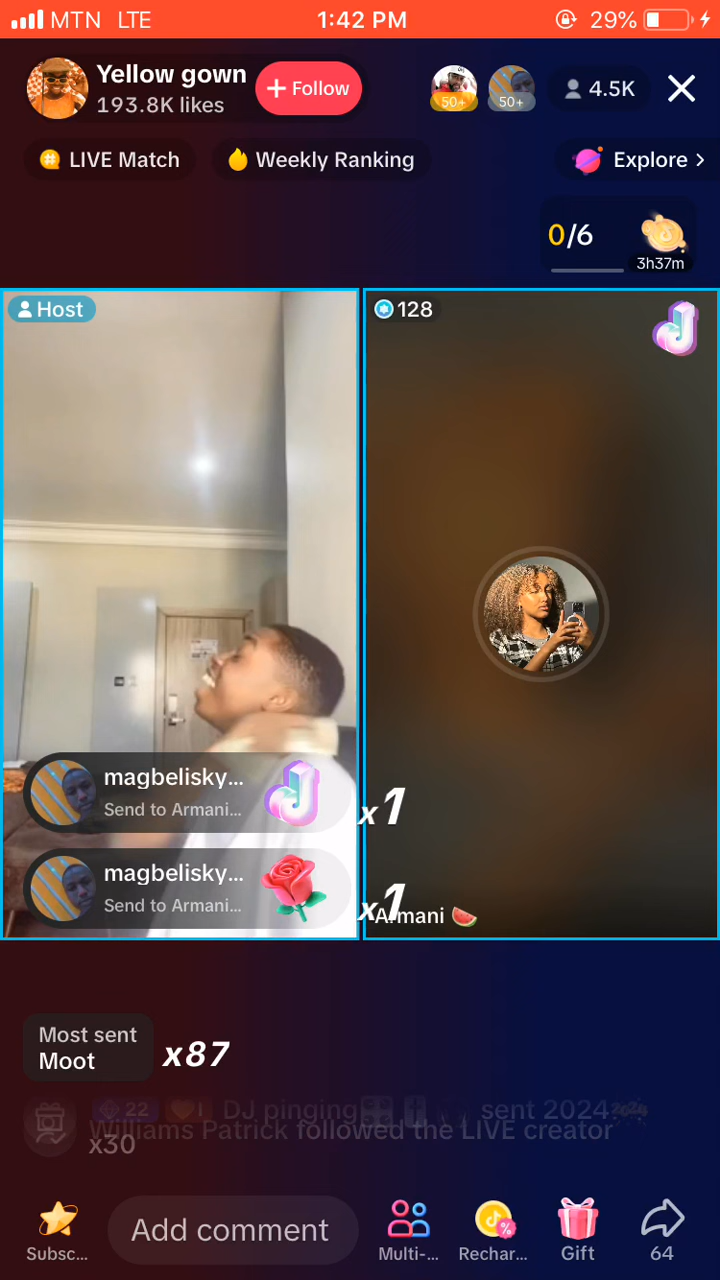 MTN LTE 1:42 PM 29%
Yellow gown
193.8K likes
+ Follow
50+
50+
4.5K
LIVE Match
Weekly Ranking
Explore >
0/6
3h37m
Host
128
magbelisky...
Send to Armani...
x1
magbelisky...
Send to Armani...
x1
Armani 🍉
Most sent
Moot
x87
22 I DJ pinging sent 2024
x30
Williams Patrick followed the LIVE creator
Add comment
Subsc...
Multi-...
Rechar...
Gift
64